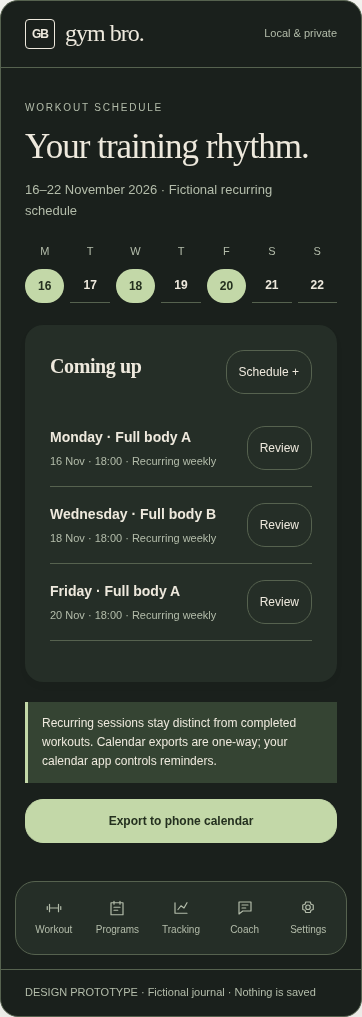 GB gym bro. Local & private
WORKOUT SCHEDULE
Your training rhythm.
16–22 November 2026 · Fictional recurring
schedule
M T W T F S S
16 17 18 19 20 21 22
Coming up Schedule +
Monday · Full body A
16 Nov · 18:00 · Recurring weekly
Review
Wednesday · Full body B
18 Nov · 18:00 · Recurring weekly
Review
Friday · Full body A
20 Nov · 18:00 · Recurring weekly
Review
Recurring sessions stay distinct from completed
workouts. Calendar exports are one-way; your
calendar app controls reminders.
Export to phone calendar
Workout Programs Tracking Coach Settings
DESIGN PROTOTYPE · Fictional journal · Nothing is saved